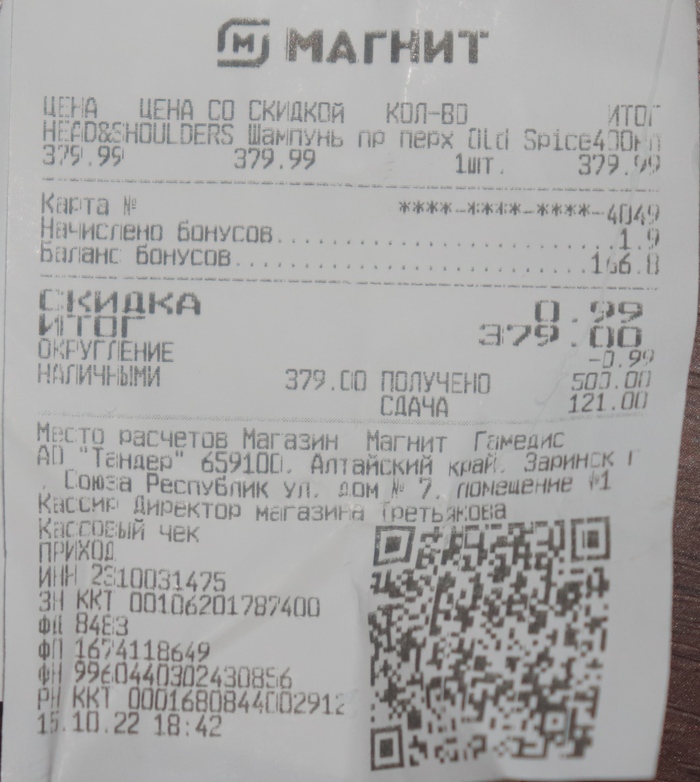 МАГНИТ
ЦЕНА ЦЕНА СО СКИДКОЙ КОЛ-ВО ИТОГ
HEAD&SHOULDERS Шампунь пр перх Old Spice400мл
379.99 379.99 1шт. 379.99
Карта № ****-****-****-4049
Начислено бонусов 1.9
Баланс бонусов 166.8
СКИДКА 0.99
ИТОГ 379.00
ОКРУГЛЕНИЕ -0.99
НАЛИЧНЫМИ 379.00 ПОЛУЧЕНО 500.00
СДАЧА 121.00
Место расчетов Магазин Магнит Гамедис
АО "Тандер" 659100, Алтайский край, Заринск г
, Союза Республик ул, дом № 7, помещение №1
Кассир Директор магазина Третьякова
Кассовый чек
ПРИХОД
ИНН 2310031475
ЗН ККТ 00106201787400
ФД 8483
ФП 1674118649
ФН 9960440302430856
РН ККТ 0001680844002912
15.10.22 18:42